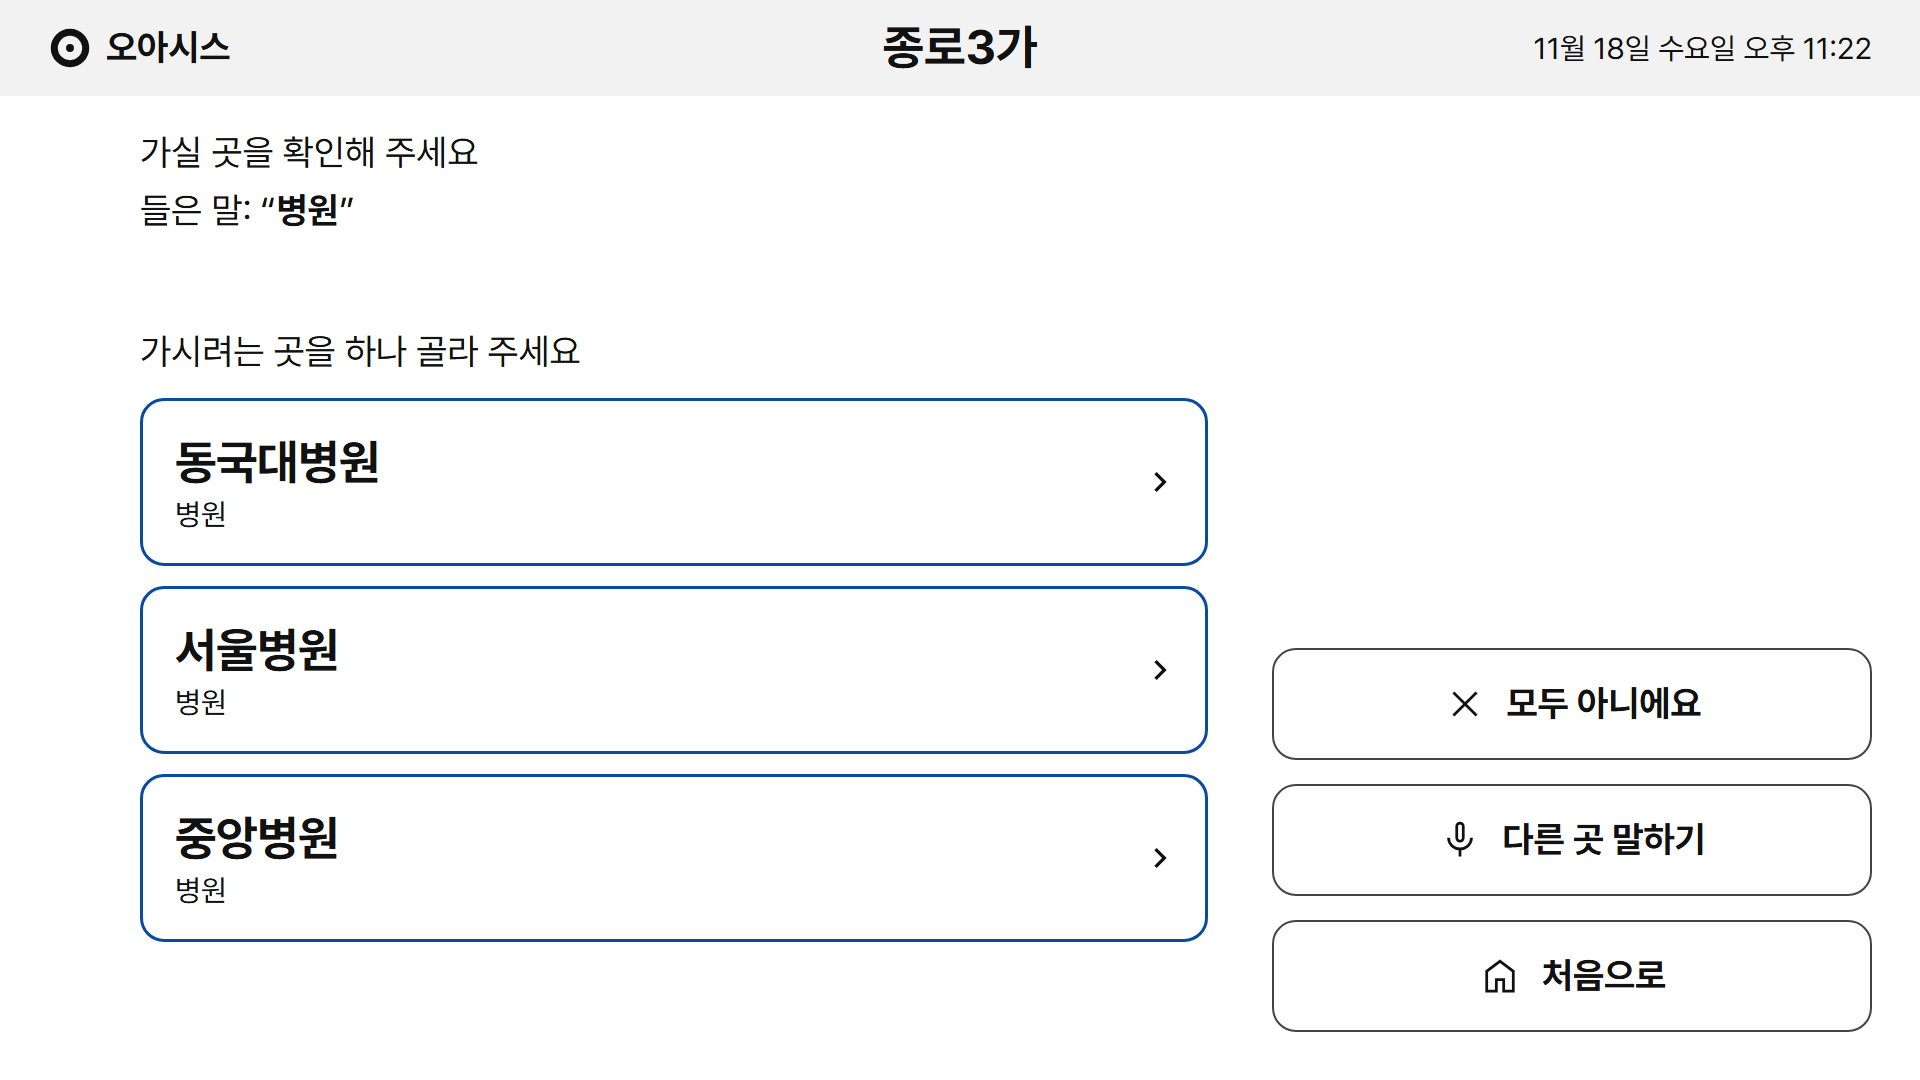 오아시스
종로3가
11월 18일 수요일 오후 11:22
가실 곳을 확인해 주세요
들은 말: “병원”
가시려는 곳을 하나 골라 주세요
동국대병원
병원
서울병원
병원
중앙병원
병원
모두 아니에요
다른 곳 말하기
처음으로